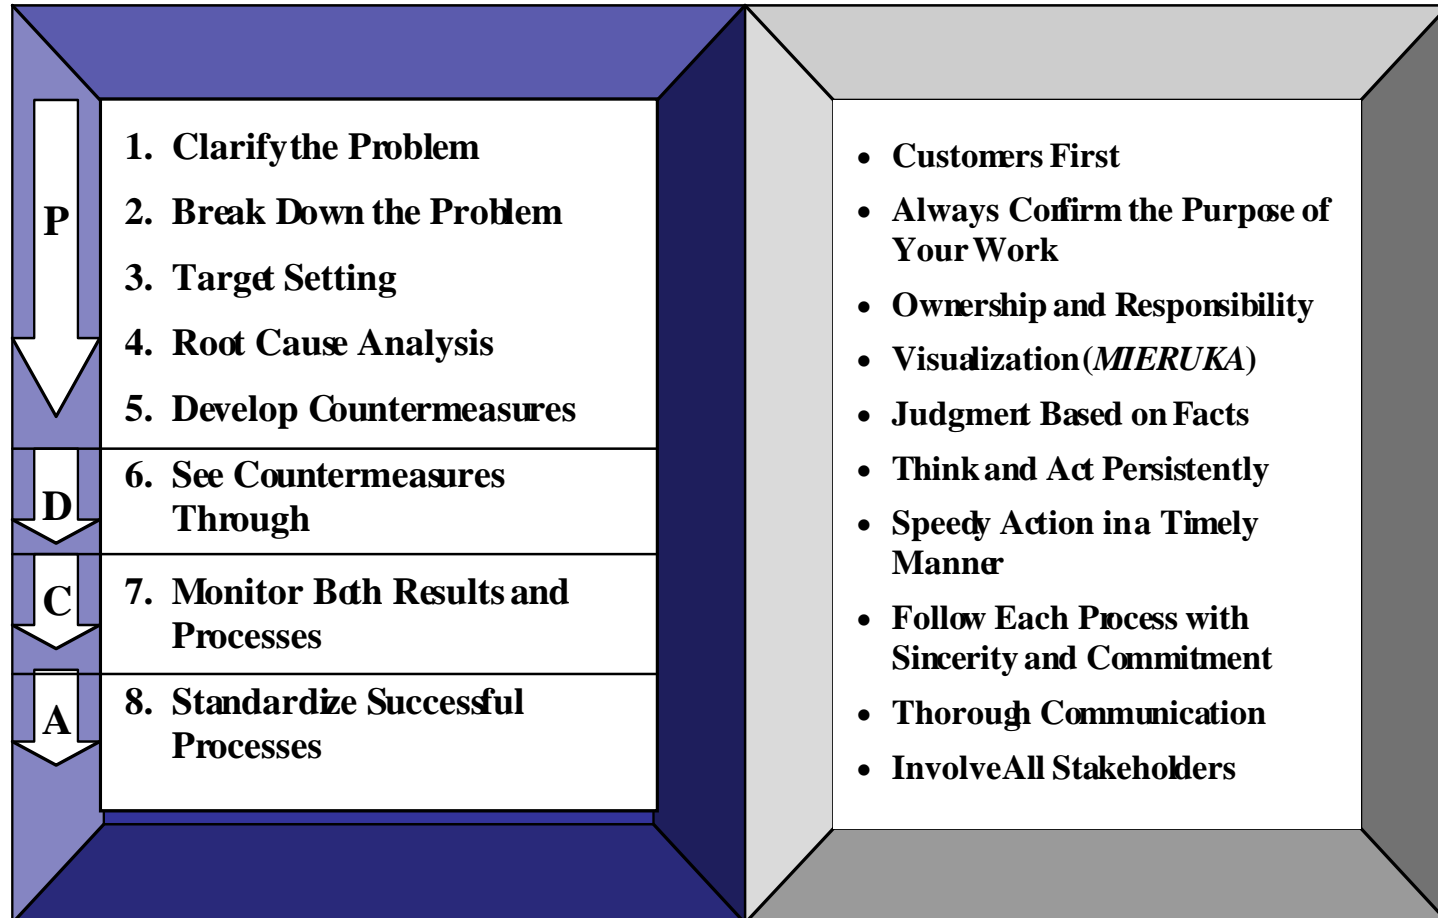 P
1. Clarify the Problem
2. Break Down the Problem
3. Target Setting
4. Root Cause Analysis
5. Develop Countermeasures
D
6. See Countermeasures
Through
C
7. Monitor Both Results and
Processes
A
8. Standardize Successful
Processes
• Customers First
• Always Confirm the Purpose of
Your Work
• Ownership and Responsibility
• Visualization (MIERUKA)
• Judgment Based on Facts
• Think and Act Persistently
• Speedy Action in a Timely
Manner
• Follow Each Process with
Sincerity and Commitment
• Thorough Communication
• Involve All Stakeholders